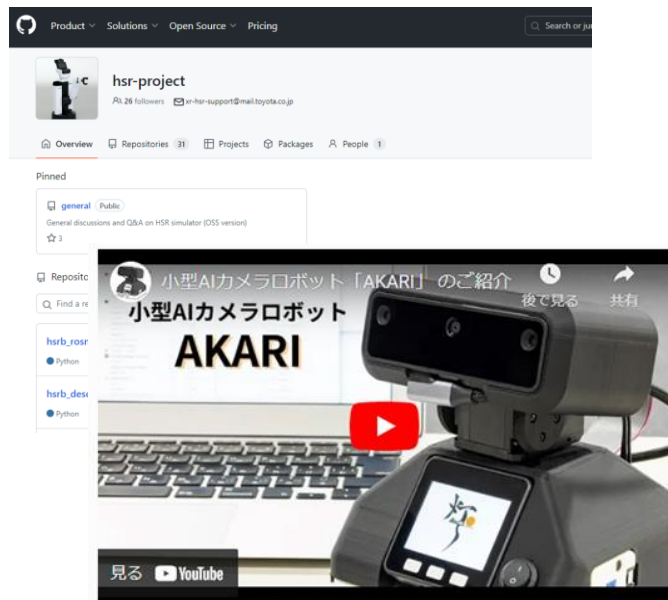 Product Solutions Open Source Pricing
Search or ju
hsr-project
26 followers xr-hsr-support@mail.toyota.co.jp
Overview Repositories 31 Projects Packages People 1
Pinned
general Public
General discussions and Q&A on HSR simulator (OSS version)
3
Reposito
Find a re
hsrb_rosn
Python
hsrb_desc
Python
小型AIカメラロボット「AKARI」のご紹介
後で見る 共有
小型AIカメラロボット
AKARI
見る YouTube